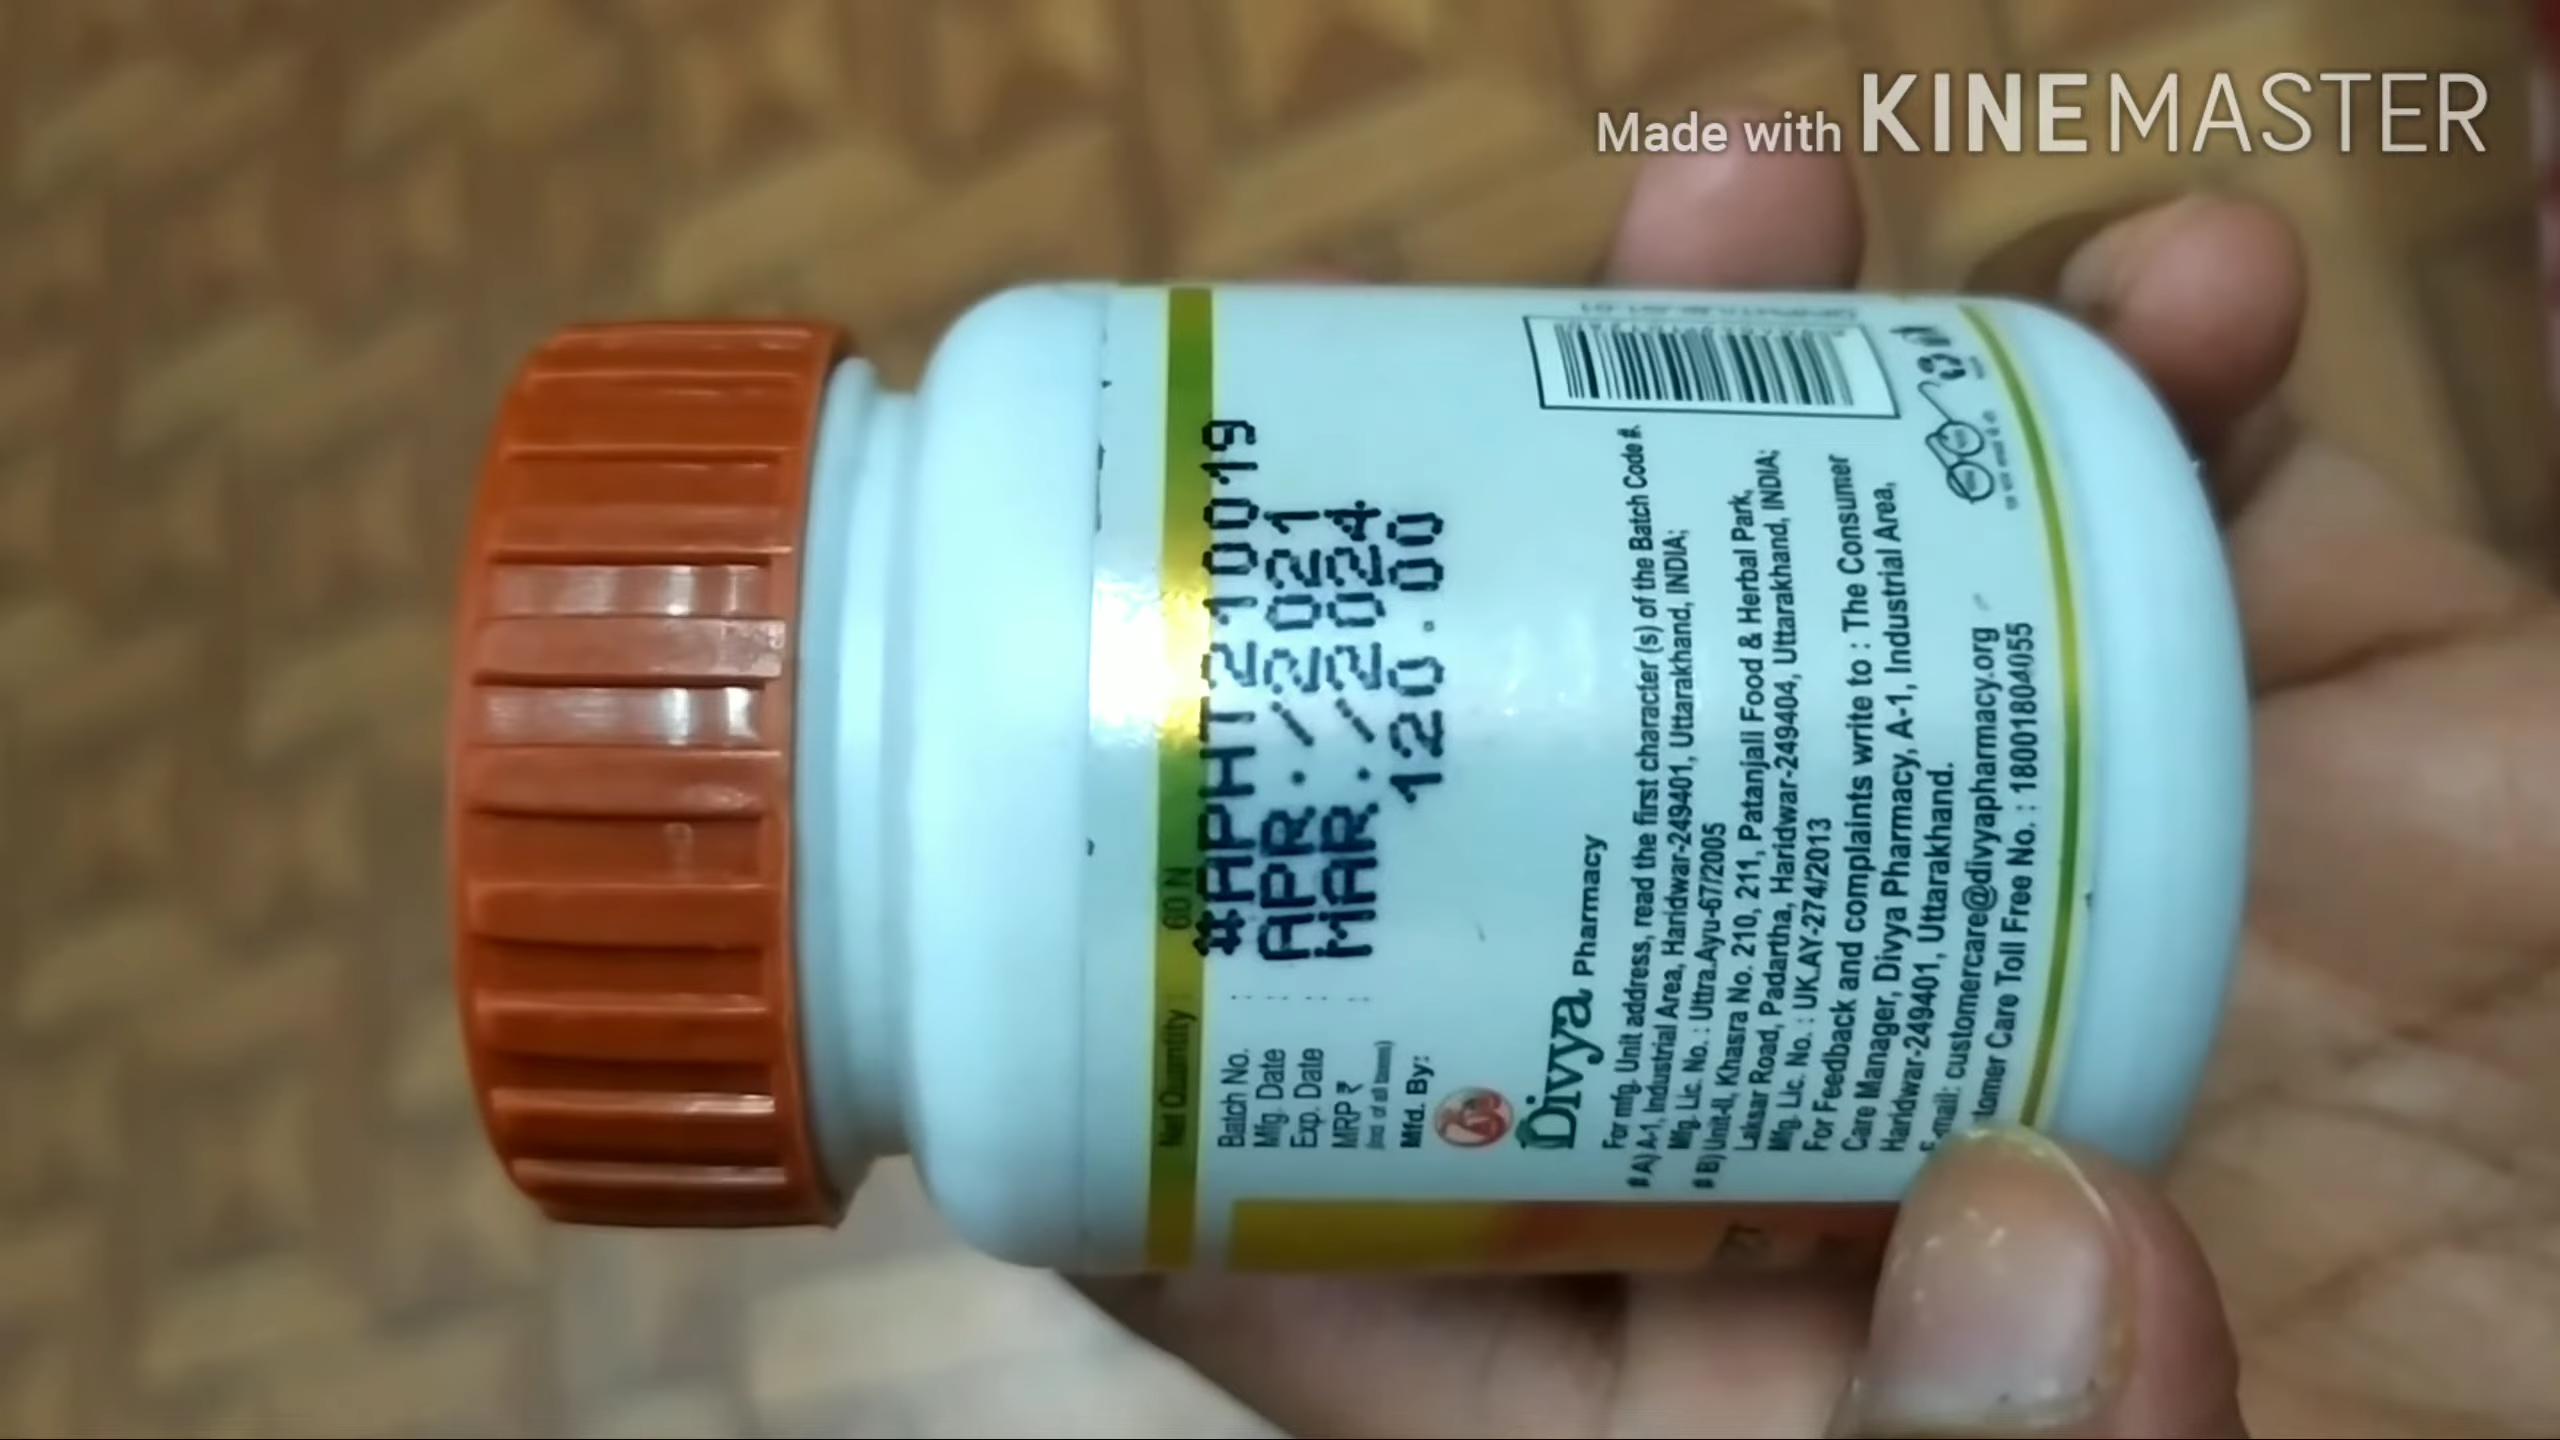 Made with KINEMASTER
Net Quantity : 60 N
Batch No. : #APHT210019
Mfg. Date : APR./2021
Exp. Date : MAR./2024
MRP ₹ : 120.00
(incl. of all taxes)
Mfd. By:
Divya Pharmacy
For mfg. Unit address, read the first character (s) of the Batch Code #.
# A) A-1, Industrial Area, Haridwar-249401, Uttarakhand, INDIA;
Mfg. Lic. No. : Uttra.Ayu-67/2005
# B) Unit-II, Khasra No. 210, 211, Patanjali Food & Herbal Park,
Laksar Road, Padartha, Haridwar-249404, Uttarakhand, INDIA;
Mfg. Lic. No. : UK.AY-274/2013
For Feedback and complaints write to : The Consumer
Care Manager, Divya Pharmacy, A-1, Industrial Area,
Haridwar-249401, Uttarakhand.
E-mail: customercare@divyapharmacy.org
tomer Care Toll Free No. : 18001804055